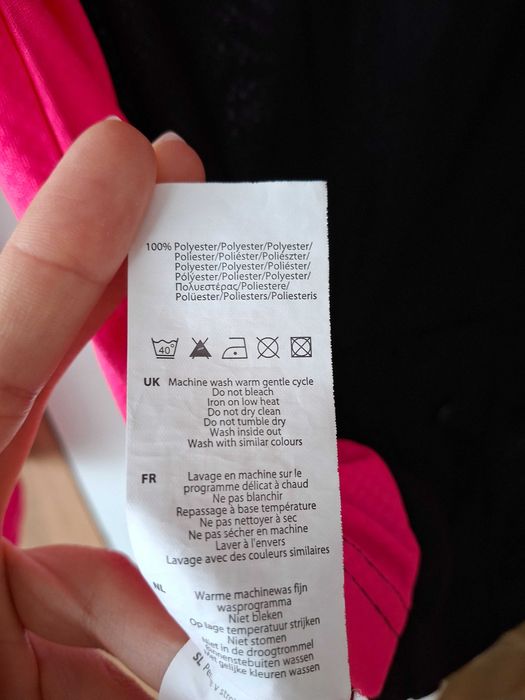 100% Polyester/Polyester/Polyester/
Poliester/Poliéster/Poliészter/
Polyester/Polyester/Poliéster/
Pólyester/Poliester/Polyester/
Πολυεστέρας/Poliestere/
Polüester/Poliesters/Poliesteris
40°
UK Machine wash warm gentle cycle
Do not bleach
Iron on low heat
Do not dry clean
Do not tumble dry
Wash inside out
Wash with similar colours
FR Lavage en machine sur le
programme délicat à chaud
Ne pas blanchir
Repassage à base température
Ne pas nettoyer à sec
Ne pas sécher en machine
Laver à l'envers
Lavage avec des couleurs similaires
NL Warme machinewas fijn
wasprogramma
Niet bleken
Op lage temperatuur strijken
Niet stomen
Niet in de droogtrommel
Binnenstebuiten wassen
Met gelijke kleuren wassen
SL